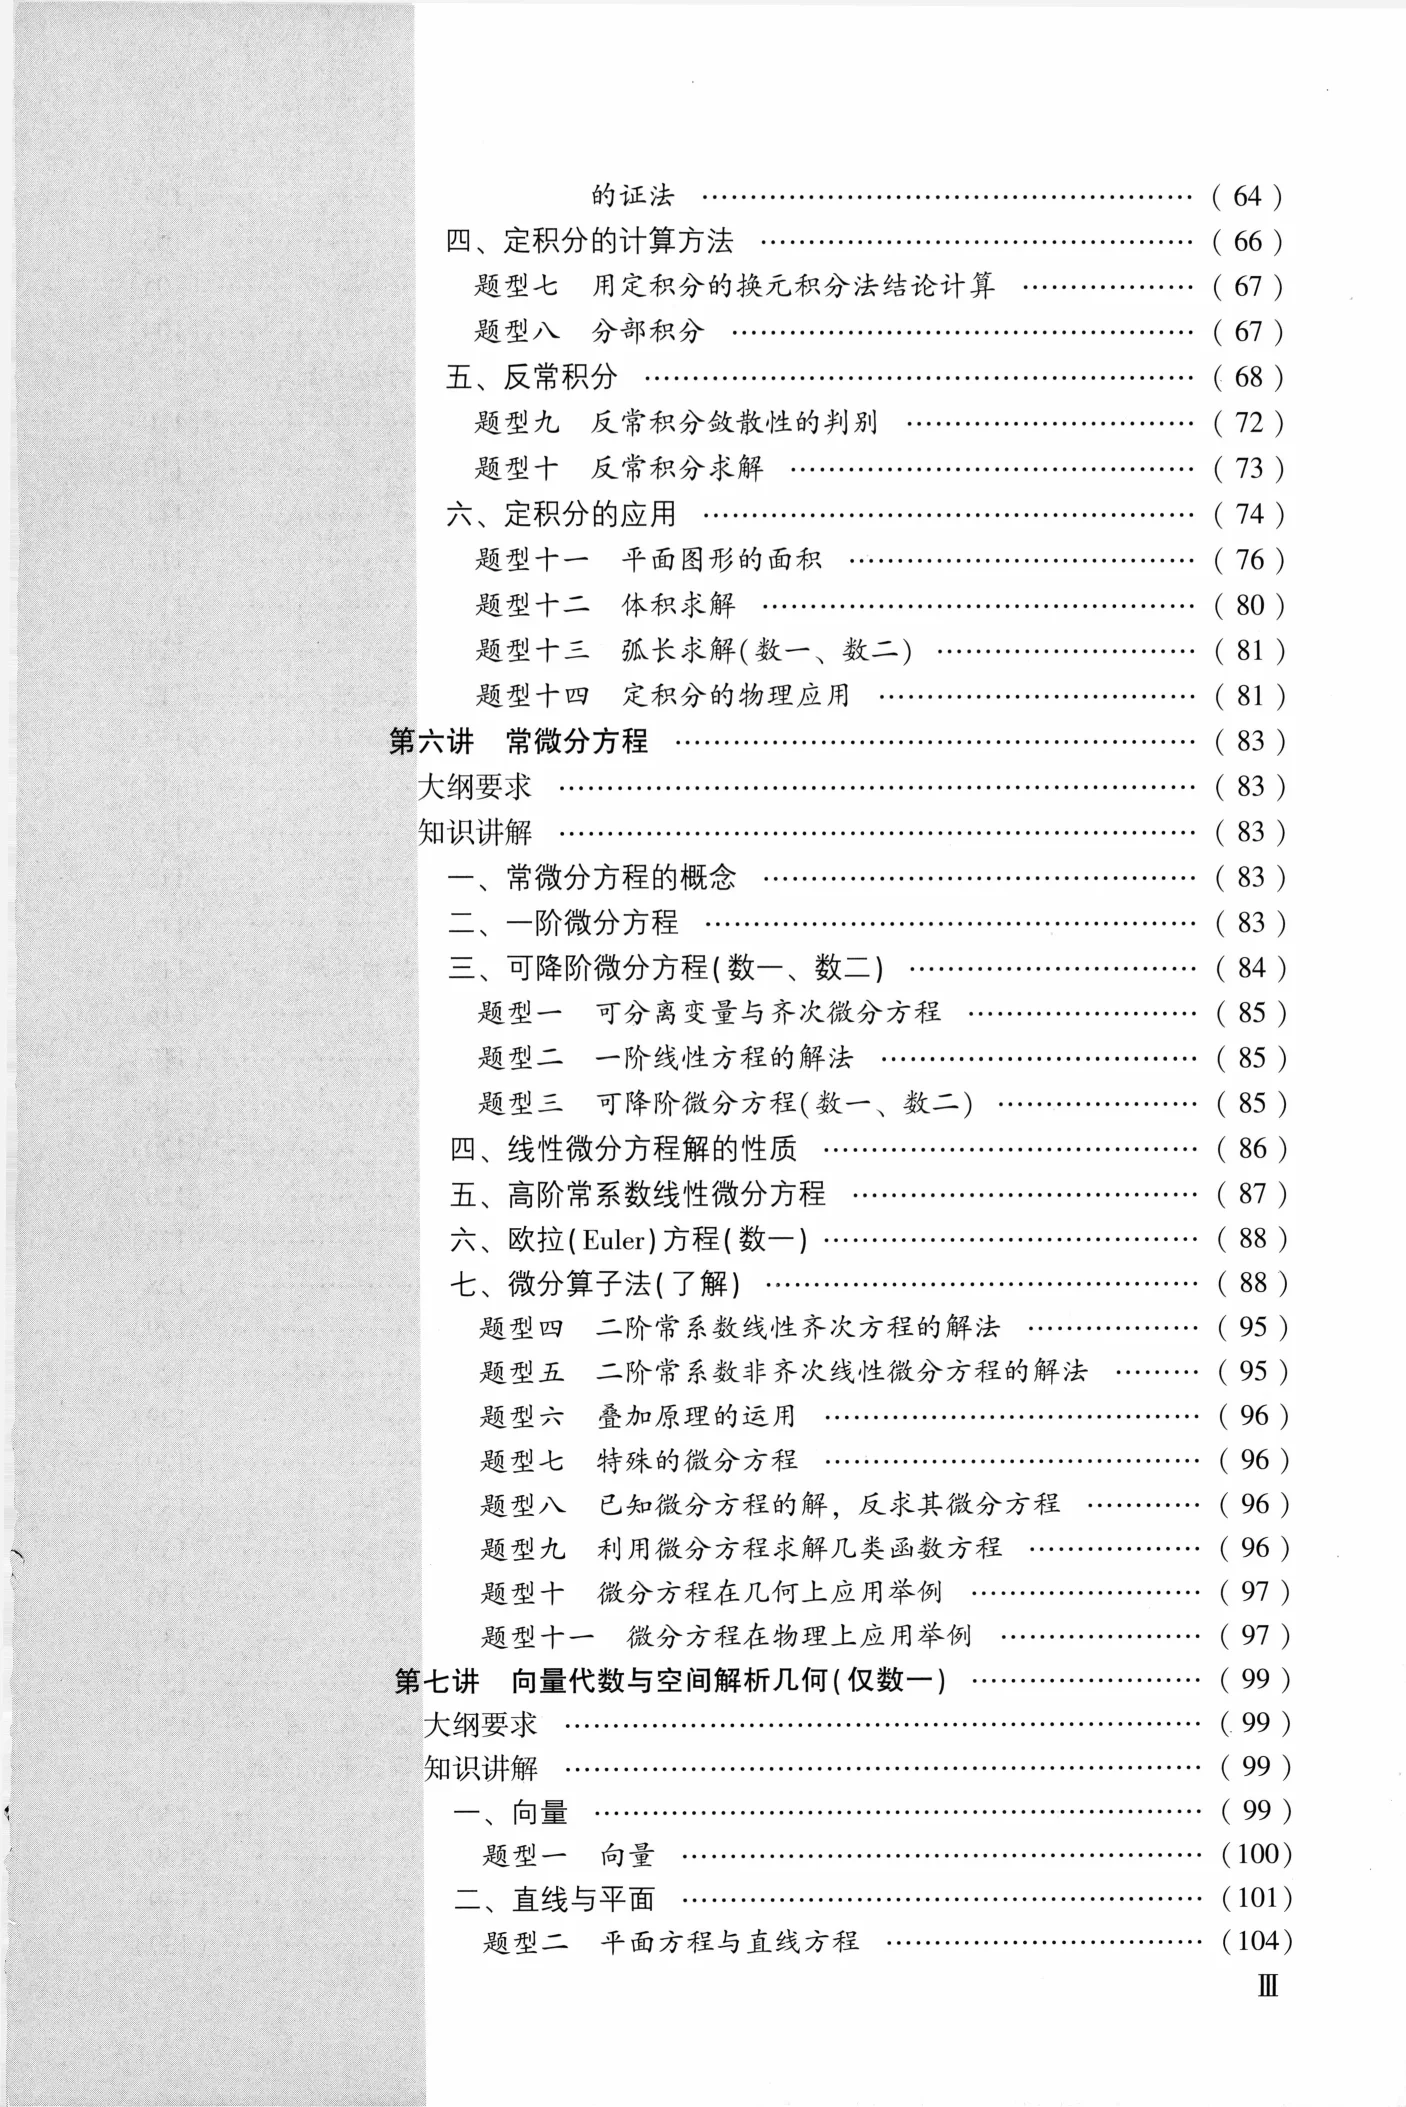 的证法 ………………………………………… ( 64 )
四、定积分的计算方法 …………………………………… ( 66 )
题型七 用定积分的换元积分法结论计算 ……………… ( 67 )
题型八 分部积分 ……………………………………… ( 67 )
五、反常积分 ……………………………………………… ( 68 )
题型九 反常积分敛散性的判别 ………………………… ( 72 )
题型十 反常积分求解 ………………………………… ( 73 )
六、定积分的应用 ………………………………………… ( 74 )
题型十一 平面图形的面积 …………………………… ( 76 )
题型十二 体积求解 …………………………………… ( 80 )
题型十三 弧长求解(数一、数二) ……………………… ( 81 )
题型十四 定积分的物理应用 ………………………… ( 81 )
第六讲 常微分方程 …………………………………………… ( 83 )
大纲要求 ……………………………………………………… ( 83 )
知识讲解 ……………………………………………………… ( 83 )
一、常微分方程的概念 …………………………………… ( 83 )
二、一阶微分方程 ………………………………………… ( 83 )
三、可降阶微分方程(数一、数二) ………………………… ( 84 )
题型一 可分离变量与齐次微分方程 …………………… ( 85 )
题型二 一阶线性方程的解法 ………………………… ( 85 )
题型三 可降阶微分方程(数一、数二) ………………… ( 85 )
四、线性微分方程解的性质 ……………………………… ( 86 )
五、高阶常系数线性微分方程 …………………………… ( 87 )
六、欧拉(Euler)方程(数一) ……………………………… ( 88 )
七、微分算子法(了解) …………………………………… ( 88 )
题型四 二阶常系数线性齐次方程的解法 ……………… ( 95 )
题型五 二阶常系数非齐次线性微分方程的解法 ……… ( 95 )
题型六 叠加原理的运用 ……………………………… ( 96 )
题型七 特殊的微分方程 ……………………………… ( 96 )
题型八 已知微分方程的解，反求其微分方程 ………… ( 96 )
题型九 利用微分方程求解几类函数方程 ……………… ( 96 )
题型十 微分方程在几何上应用举例 …………………… ( 97 )
题型十一 微分方程在物理上应用举例 ………………… ( 97 )
第七讲 向量代数与空间解析几何(仅数一) …………………… ( 99 )
大纲要求 ……………………………………………………… ( 99 )
知识讲解 ……………………………………………………… ( 99 )
一、向量 …………………………………………………… ( 99 )
题型一 向量 …………………………………………… (100)
二、直线与平面 …………………………………………… (101)
题型二 平面方程与直线方程 ………………………… (104)
Ⅲ